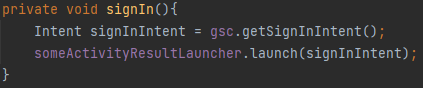 private void signIn(){
    Intent signInIntent = gsc.getSignInIntent();
    someActivityResultLauncher.launch(signInIntent);
}